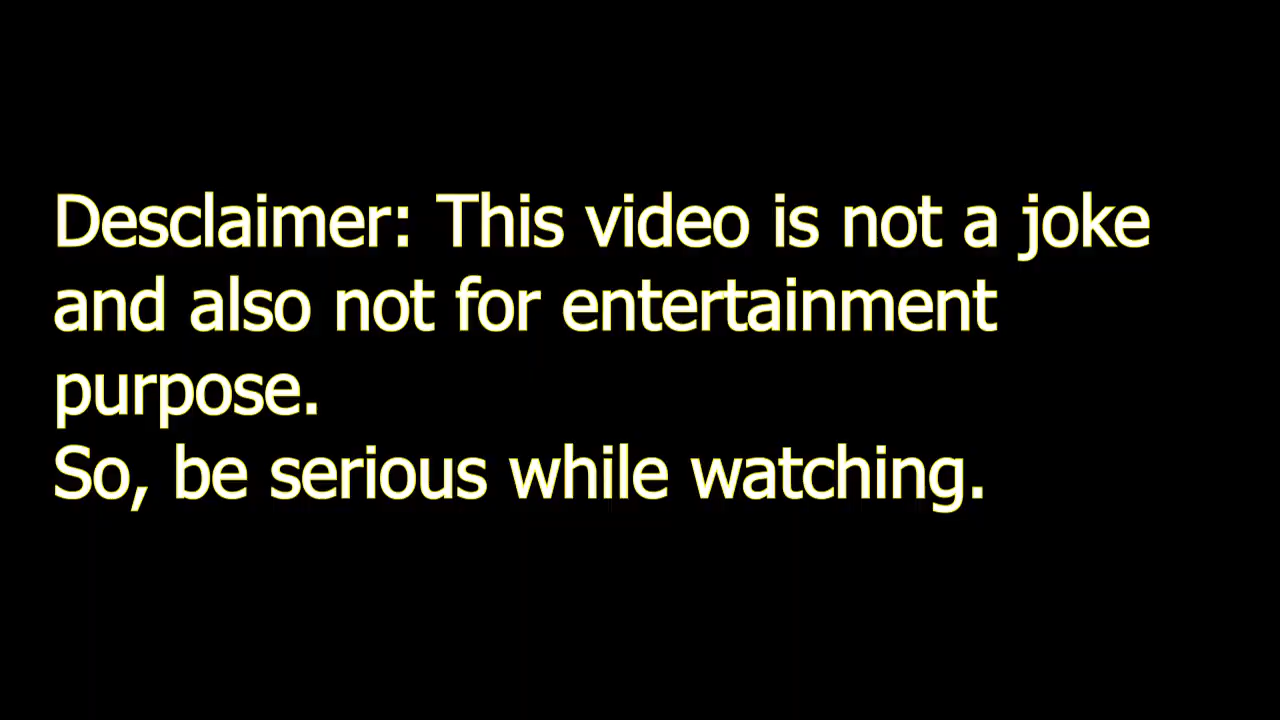 Desclaimer: This video is not a joke
and also not for entertainment
purpose.
So, be serious while watching.